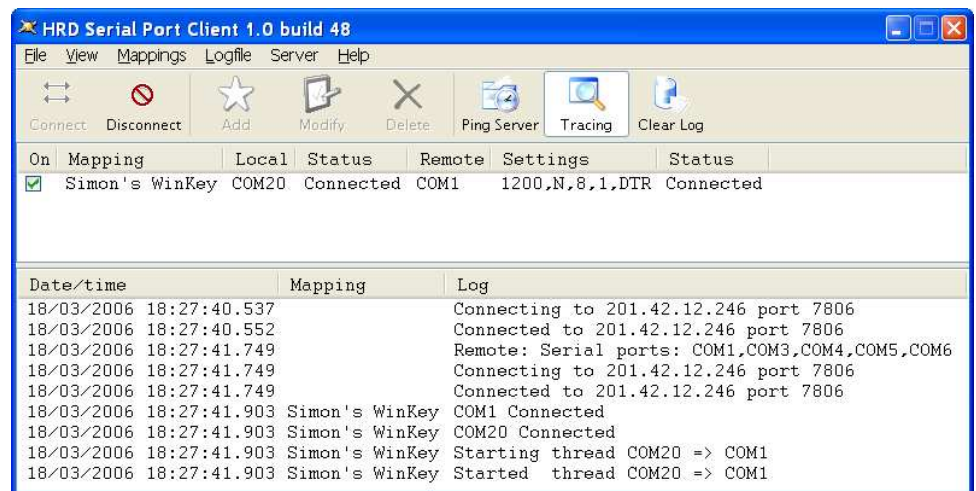 HRD Serial Port Client 1.0 build 48
File View Mappings Logfile Server Help
Connect Disconnect Add Modify Delete Ping Server Tracing Clear Log
On Mapping Local Status Remote Settings Status
Simon's WinKey COM20 Connected COM1 1200,N,8,1,DTR Connected
Date/time Mapping Log
18/03/2006 18:27:40.537 Connecting to 201.42.12.246 port 7806
18/03/2006 18:27:40.552 Connected to 201.42.12.246 port 7806
18/03/2006 18:27:41.749 Remote: Serial ports: COM1,COM3,COM4,COM5,COM6
18/03/2006 18:27:41.749 Connecting to 201.42.12.246 port 7806
18/03/2006 18:27:41.749 Connected to 201.42.12.246 port 7806
18/03/2006 18:27:41.903 Simon's WinKey COM1 Connected
18/03/2006 18:27:41.903 Simon's WinKey COM20 Connected
18/03/2006 18:27:41.903 Simon's WinKey Starting thread COM20 => COM1
18/03/2006 18:27:41.903 Simon's WinKey Started thread COM20 => COM1